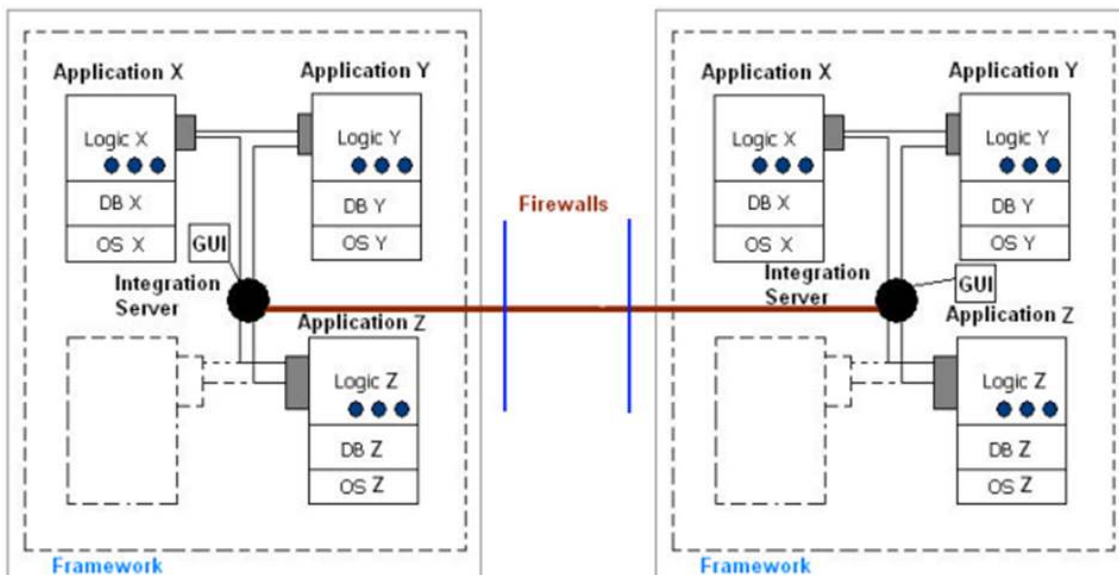 Application X
Application Y
Logic X
Logic Y
DB X
DB Y
OS X
OS Y
GUI
Integration
Server
Application Z
Logic Z
DB Z
OS Z
Framework
Firewalls
Application X
Application Y
Logic X
Logic Y
DB X
DB Y
OS X
OS Y
Integration
Server
GUI
Application Z
Logic Z
DB Z
OS Z
Framework